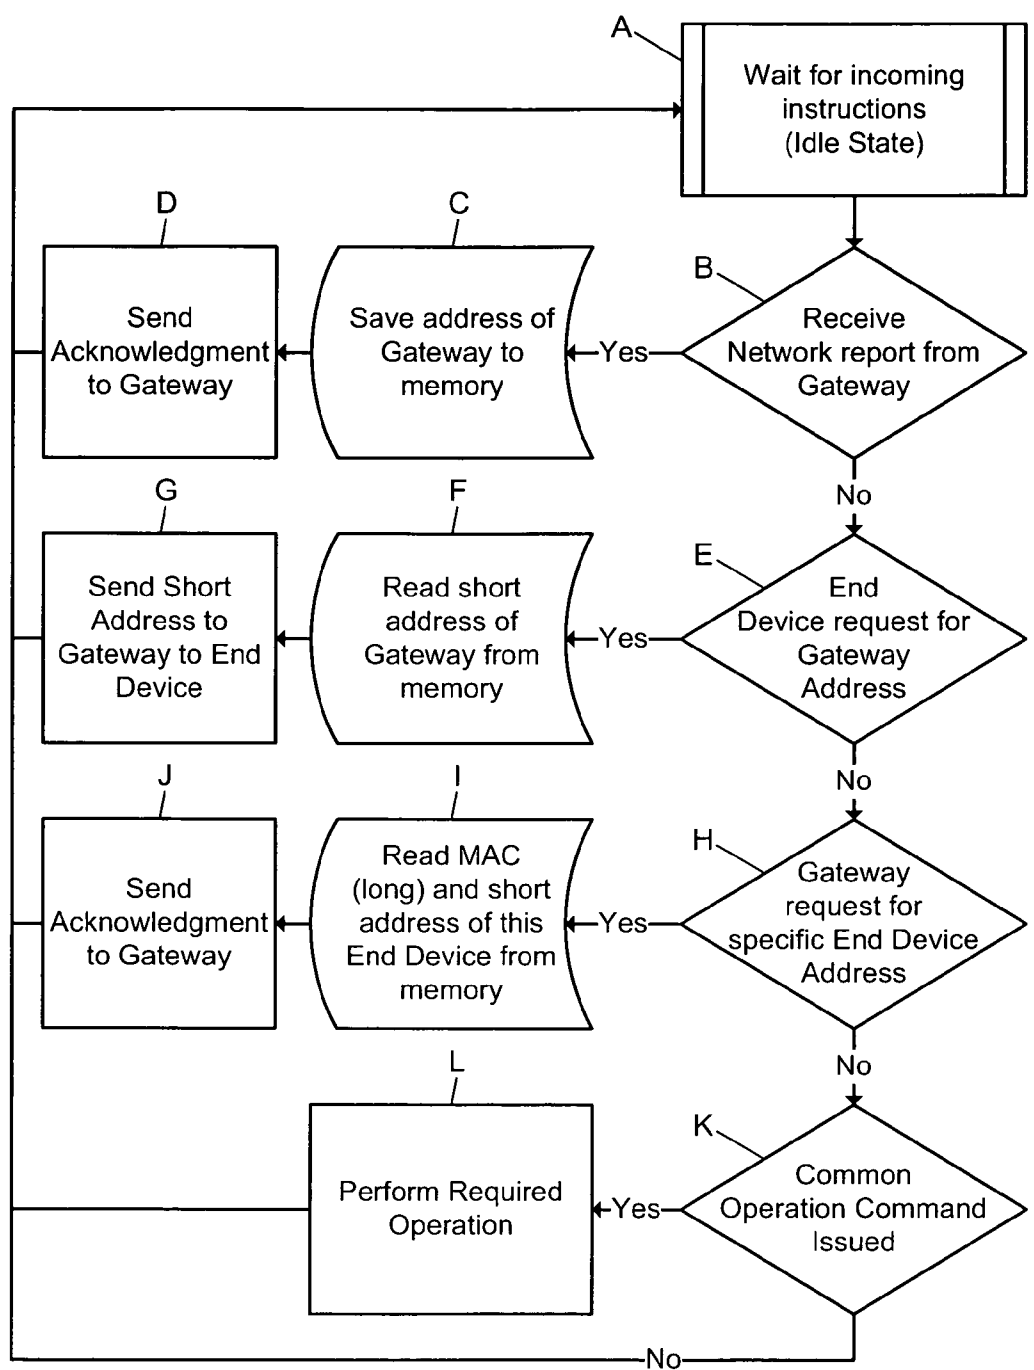 A
Wait for incoming
instructions
(Idle State)
D
C
B
Send
Acknowledgment
to Gateway
Save address of
Gateway to
memory
Yes
Receive
Network report from
Gateway
No
G
F
E
Send Short
Address to
Gateway to End
Device
Read short
address of
Gateway from
memory
Yes
End
Device request for
Gateway
Address
No
J
I
H
Send
Acknowledgment
to Gateway
Read MAC
(long) and short
address of this
End Device from
memory
Yes
Gateway
request for
specific End Device
Address
No
L
K
Perform Required
Operation
Yes
Common
Operation Command
Issued
No